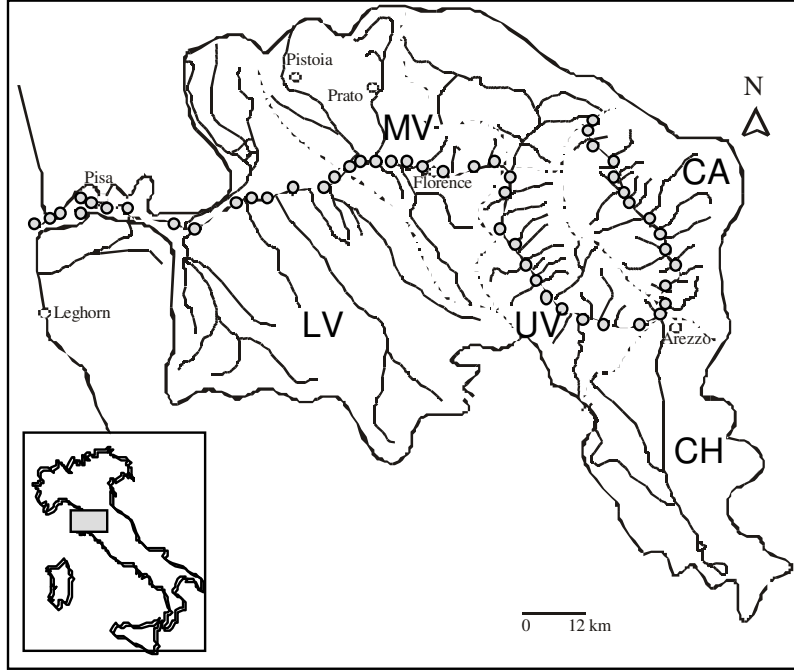 Pistoia
N
Prato
MV
Pisa
CA
Florence
Leghorn
LV
UV
Arezzo
CH
0 12 km